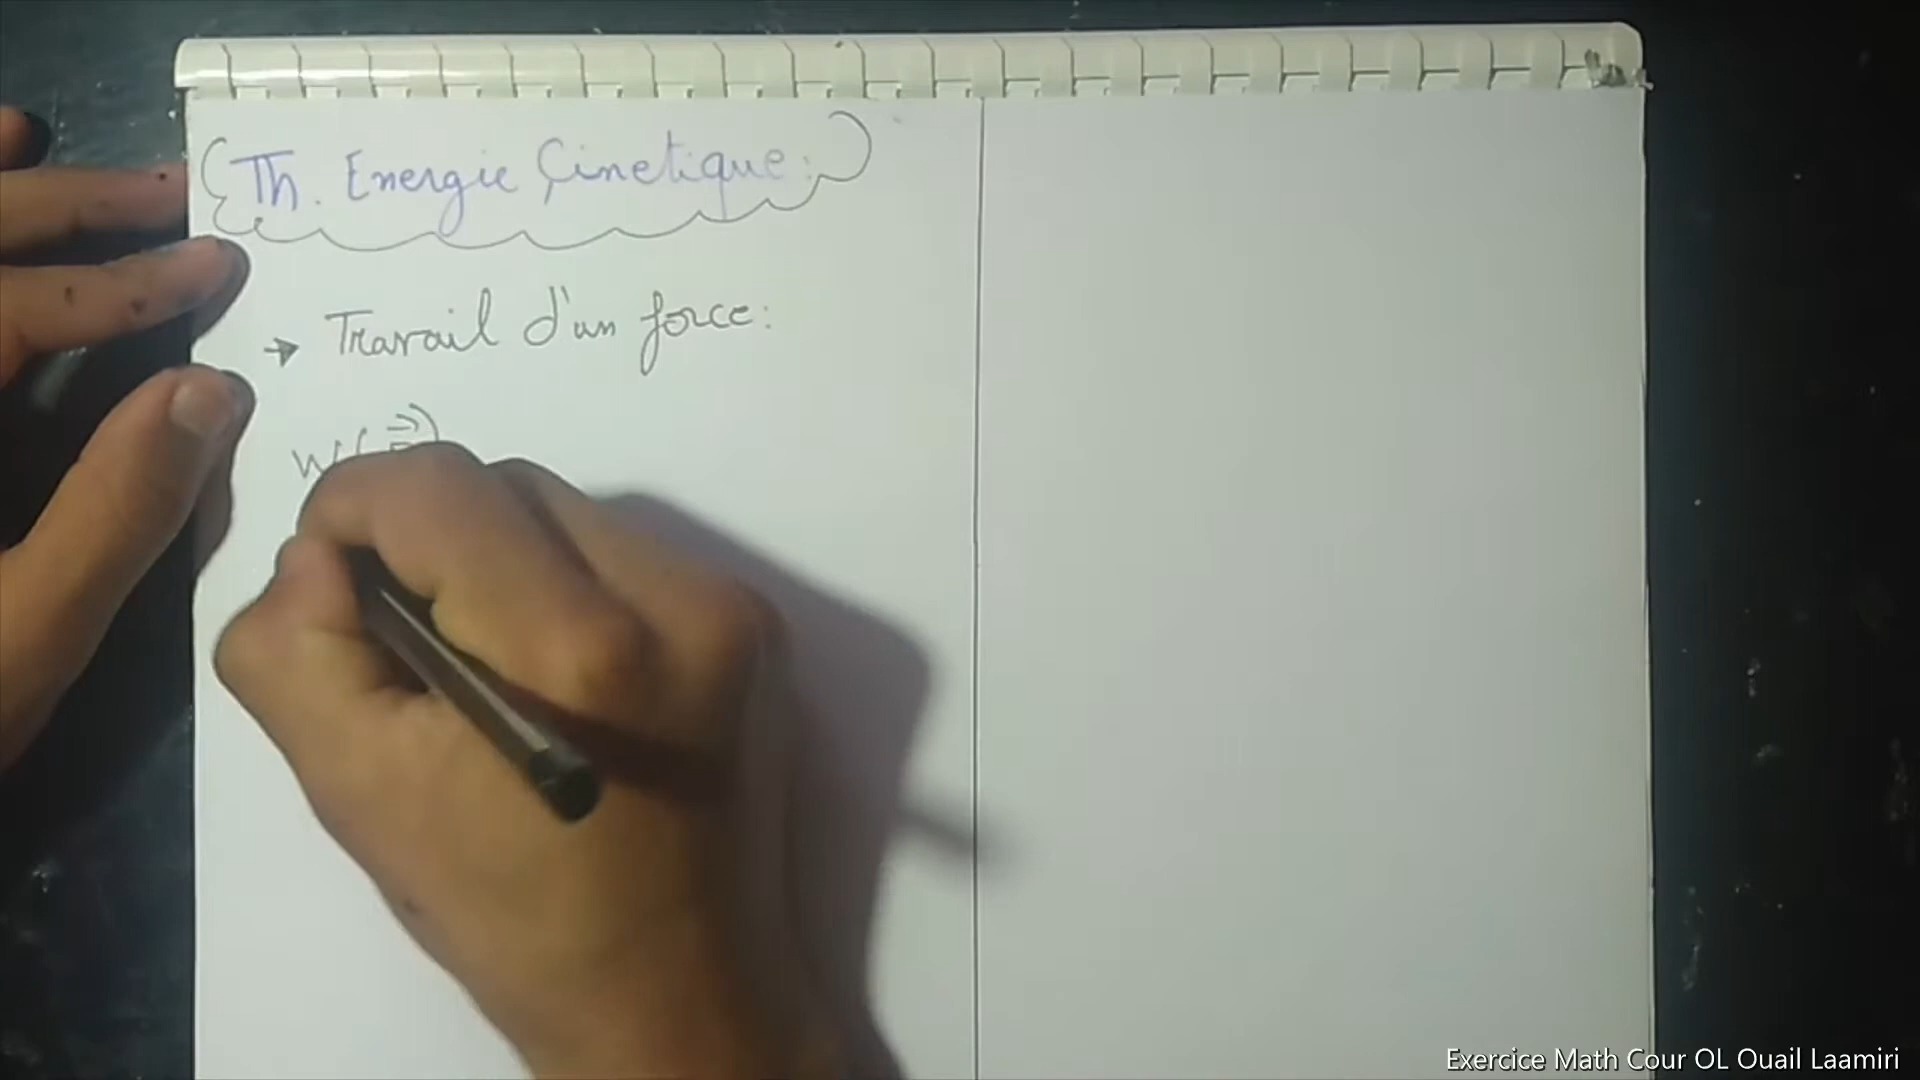 Th. Energie Cinetique:
→ Travail d'un force:
W(F)
Exercice Math Cour OL Ouail Laamiri